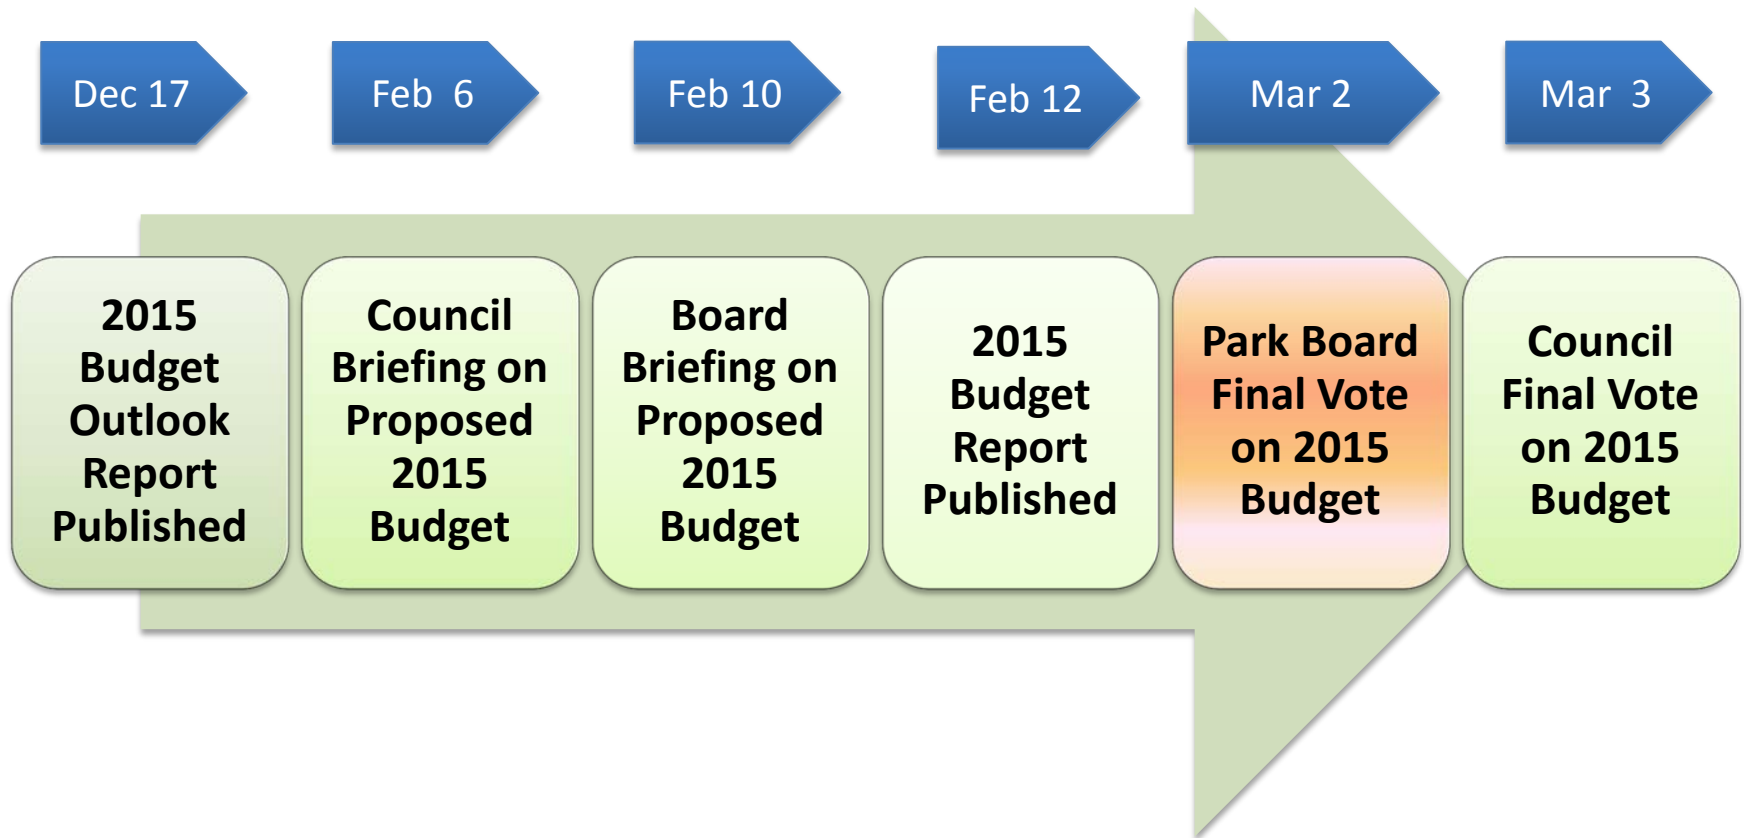 Dec 17
Feb 6
Feb 10
Feb 12
Mar 2
Mar 3
2015
Budget
Outlook
Report
Published
Council
Briefing on
Proposed
2015
Budget
Board
Briefing on
Proposed
2015
Budget
2015
Budget
Report
Published
Park Board
Final Vote
on 2015
Budget
Council
Final Vote
on 2015
Budget